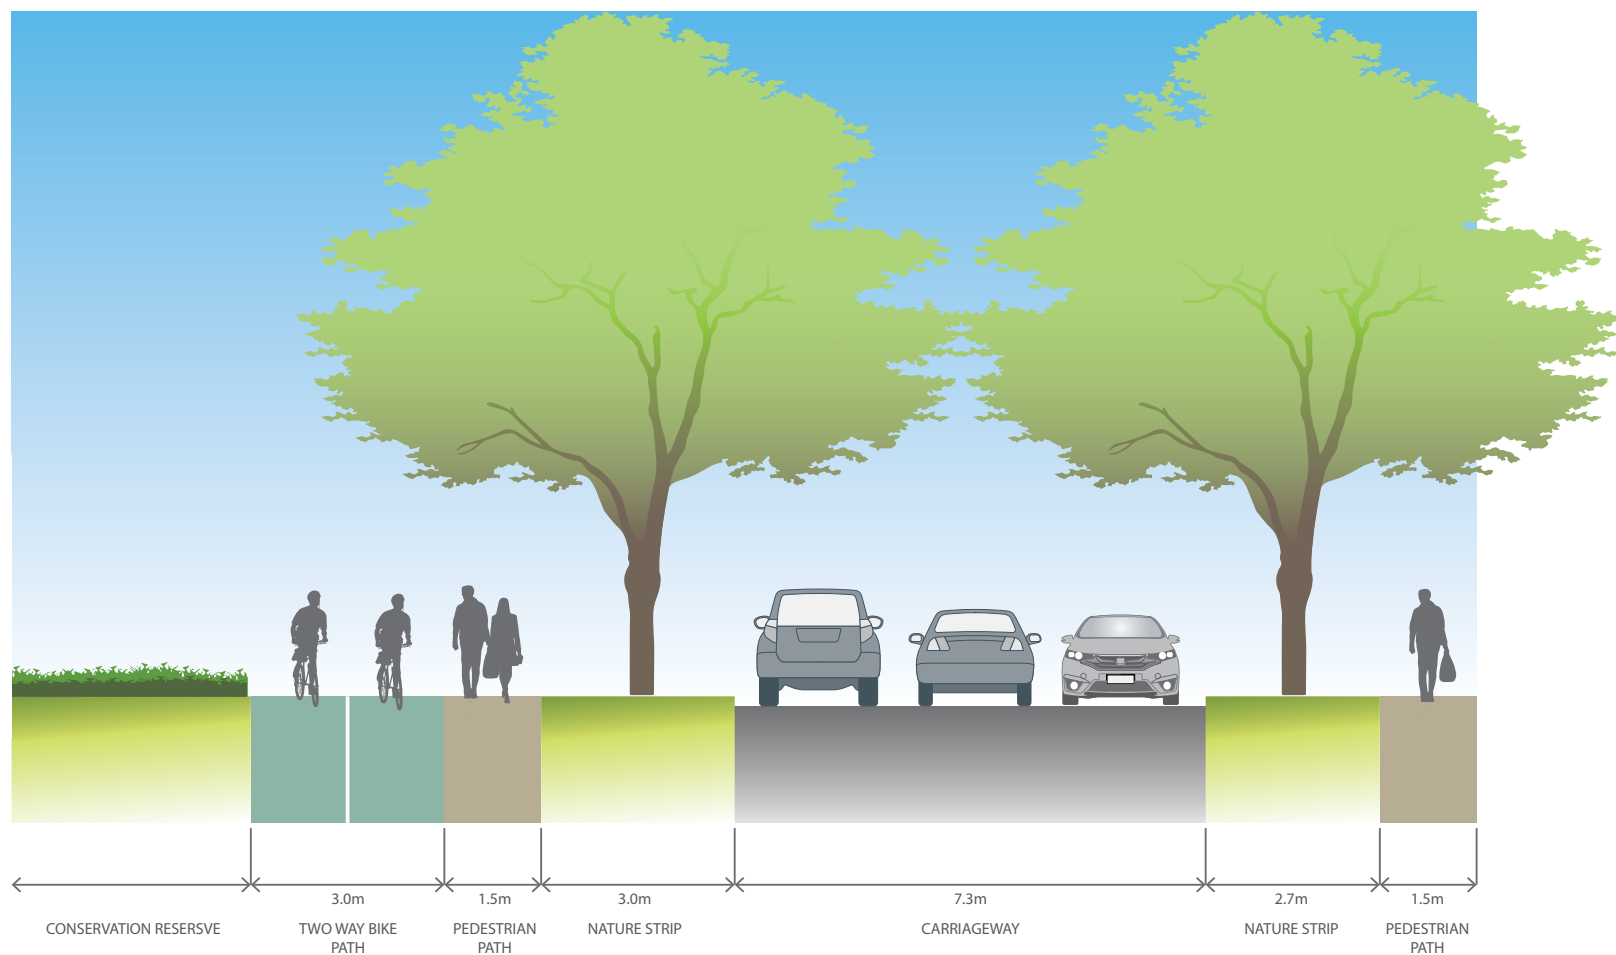 3.0m
1.5m
3.0m
7.3m
2.7m
1.5m
CONSERVATION RESERSVE
TWO WAY BIKE
PATH
PEDESTRIAN
PATH
NATURE STRIP
CARRIAGEWAY
NATURE STRIP
PEDESTRIAN
PATH